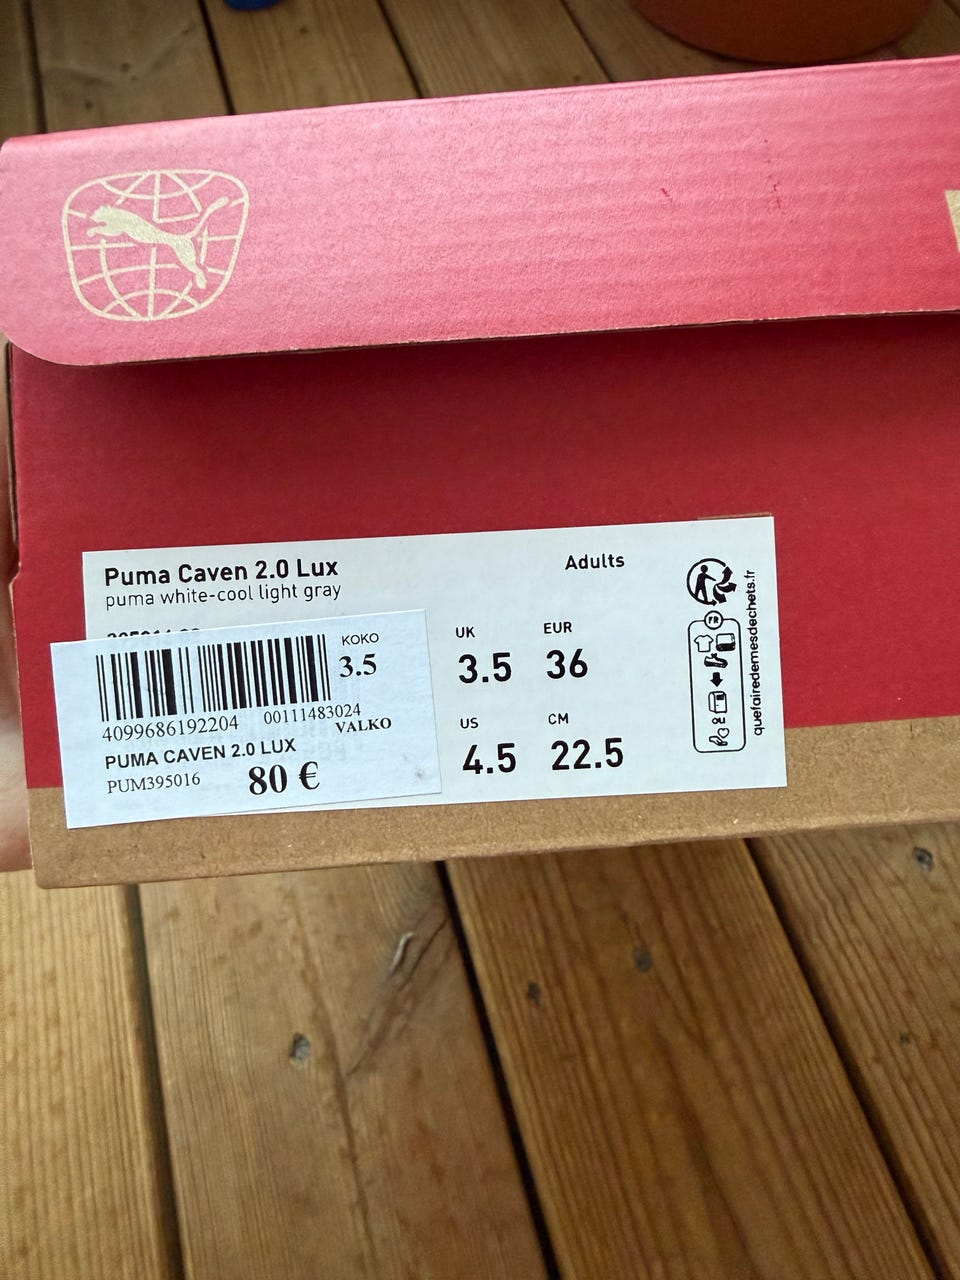 Puma Caven 2.0 Lux
puma white-cool light gray
Adults
KOKO
3.5
4099686192204 00111483024
VALKO
PUMA CAVEN 2.0 LUX
PUM395016 80 €
UK EUR
3.5 36
US CM
4.5 22.5
FR
quefairedemesdechets.fr